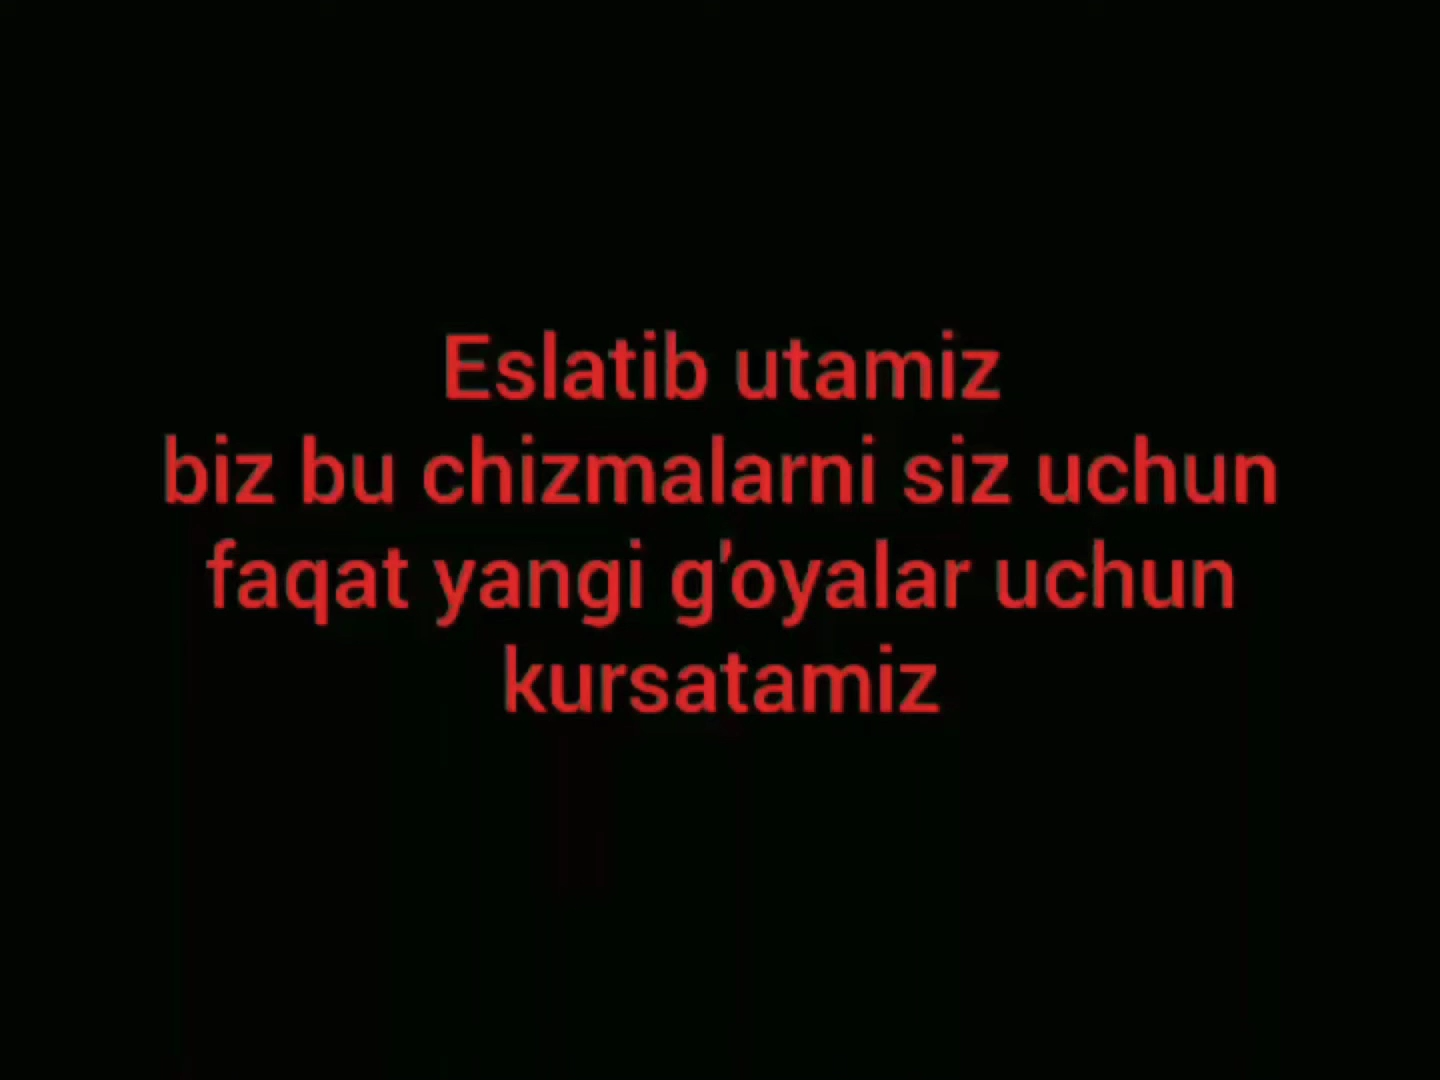 Eslatib utamiz
biz bu chizmalarni siz uchun
faqat yangi g'oyalar uchun
kursatamiz